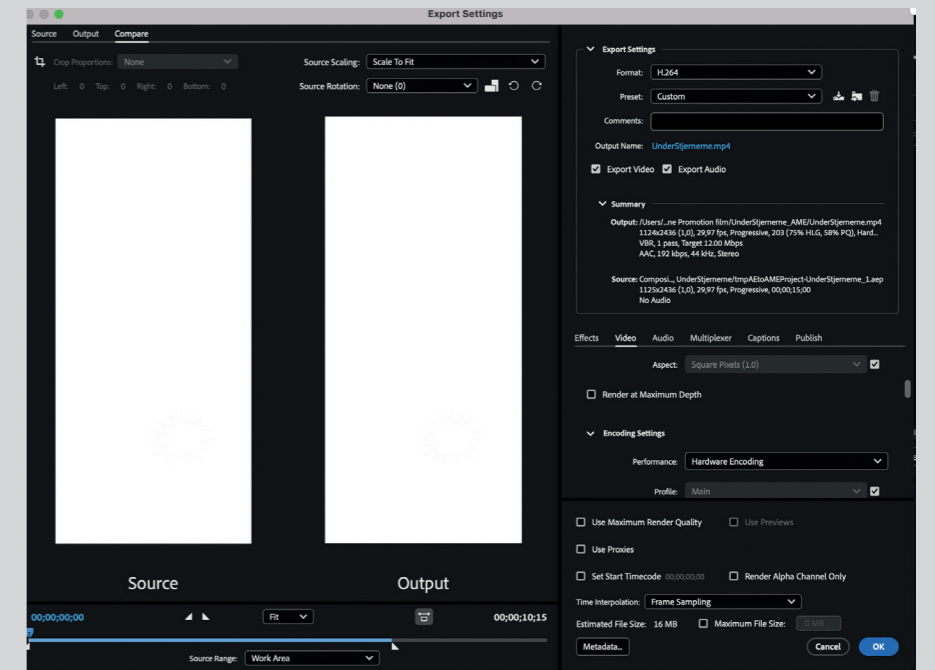 Export Settings
Source Output Compare
Crop Proportions: None
Left: 0 Top: 0 Right: 0 Bottom: 0
Source Scaling: Scale To Fit
Source Rotation: None (0)
Source
Output
00;00;00;00
Fit
00;00;10;15
Source Range: Work Area
Export Settings
Format: H.264
Preset: Custom
Comments:
Output Name: UnderStjernerne.mp4
Export Video Export Audio
Summary
Output: /Users/...ne Promotion film/UnderStjernerne_AME/UnderStjernerne.mp4
1124x2436 (1,0), 29,97 fps, Progressive, 203 (75% HLG, 58% PQ), Hard...
VBR, 1 pass, Target 12.00 Mbps
AAC, 192 kbps, 44 kHz, Stereo
Source: Composi..., UnderStjernerne/tmpAEtoAMEProject-UnderStjernerne_1.aep
1125x2436 (1,0), 29,97 fps, Progressive, 00;00;15;00
No Audio
Effects Video Audio Multiplexer Captions Publish
Aspect: Square Pixels (1.0)
Render at Maximum Depth
Encoding Settings
Performance: Hardware Encoding
Profile: Main
Use Maximum Render Quality Use Previews
Use Proxies
Set Start Timecode 00;00;00;00 Render Alpha Channel Only
Time Interpolation: Frame Sampling
Estimated File Size: 16 MB Maximum File Size: 0 MB
Metadata... Cancel OK